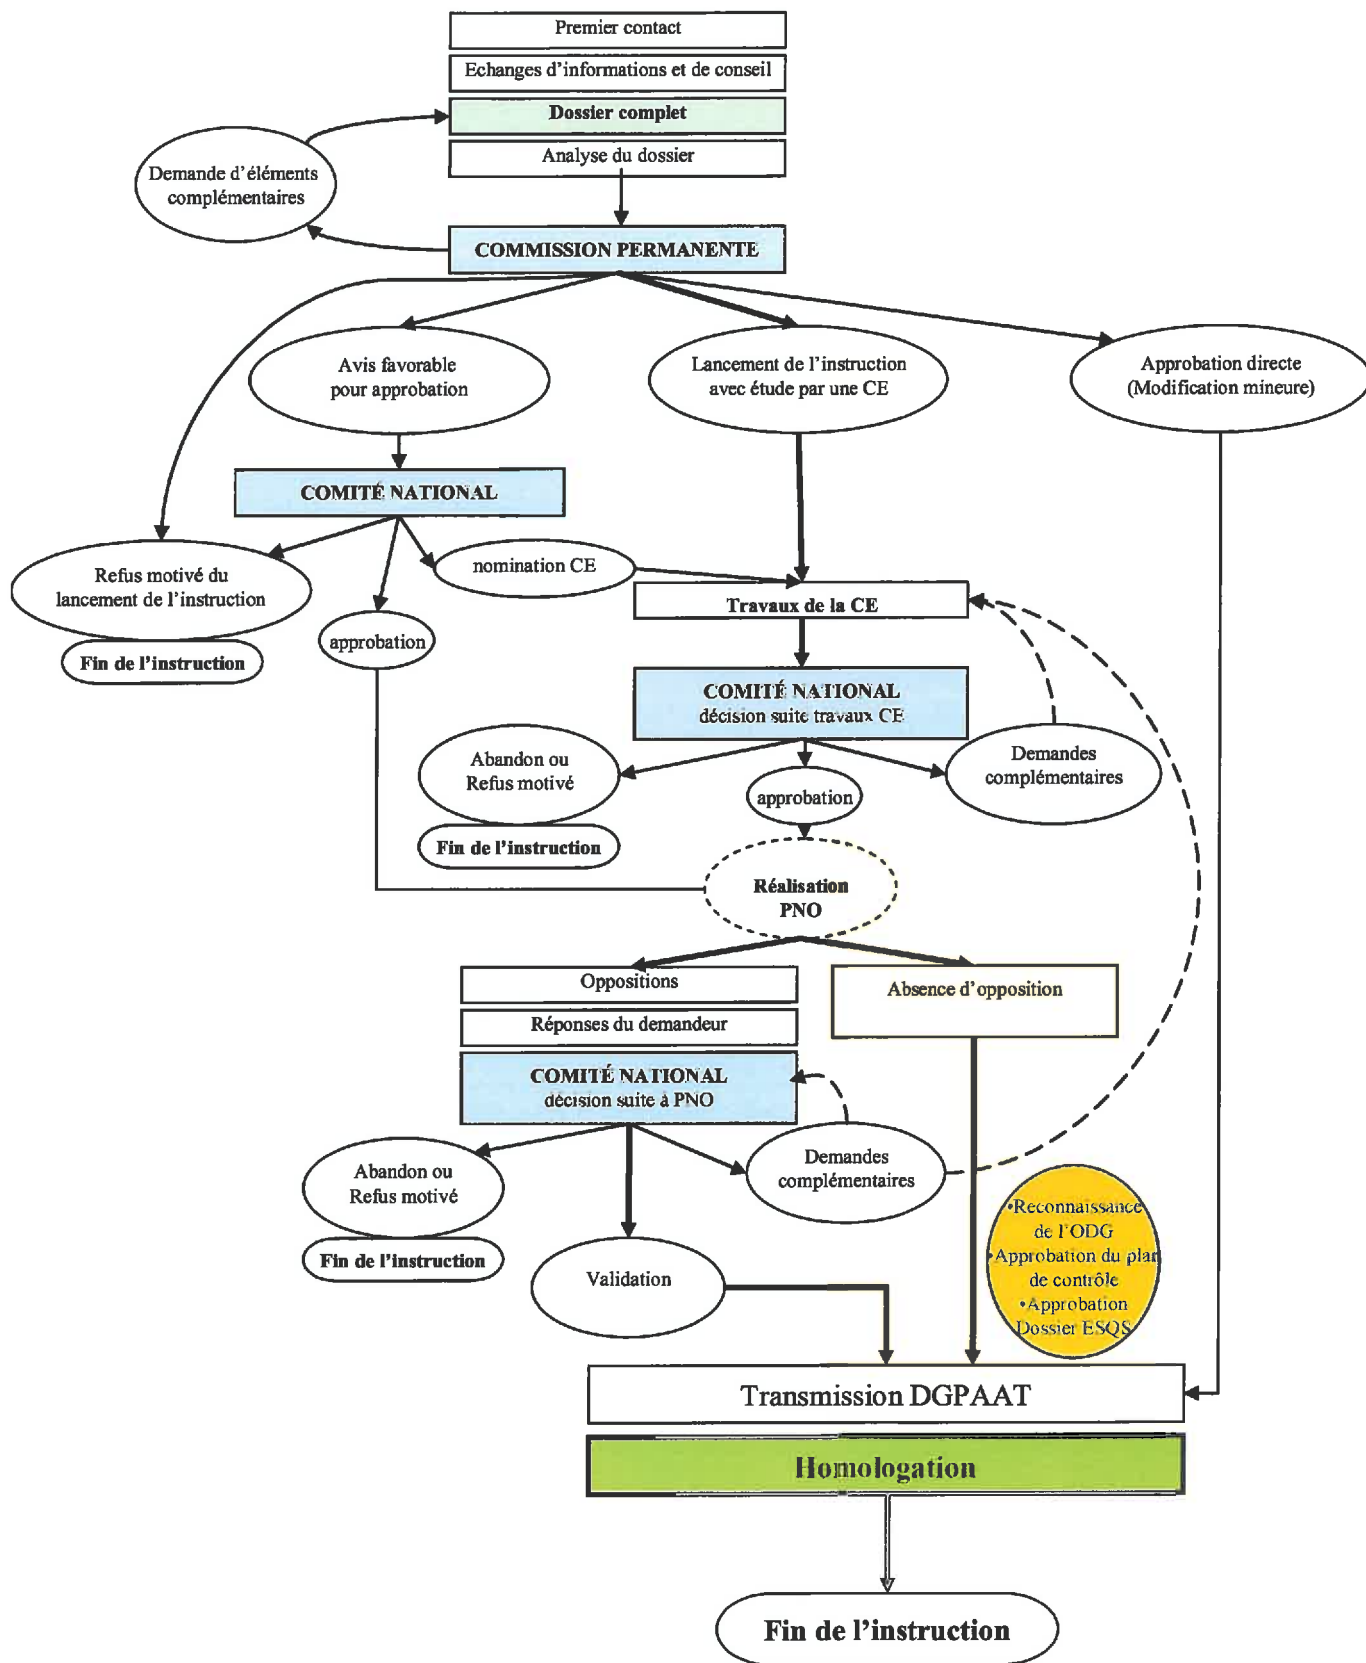 Premier contact
Echanges d'informations et de conseil
Dossier complet
Analyse du dossier
Demande d'éléments
complémentaires
COMMISSION PERMANENTE
Avis favorable
pour approbation
Lancement de l'instruction
avec étude par une CE
Approbation directe
(Modification mineure)
COMITÉ NATIONAL
Refus motivé du
lancement de l'instruction
Fin de l'instruction
nomination CE
approbation
Travaux de la CE
COMITÉ NATIONAL
décision suite travaux CE
Abandon ou
Refus motivé
Fin de l'instruction
approbation
Demandes
complémentaires
Réalisation
PNO
Oppositions
Absence d'opposition
Réponses du demandeur
COMITÉ NATIONAL
décision suite à PNO
Abandon ou
Refus motivé
Fin de l'instruction
Demandes
complémentaires
Validation
•Reconnaissance
de l'ODG
•Approbation du plan
de contrôle
•Approbation
Dossier ESQS
Transmission DGPAAT
Homologation
Fin de l'instruction